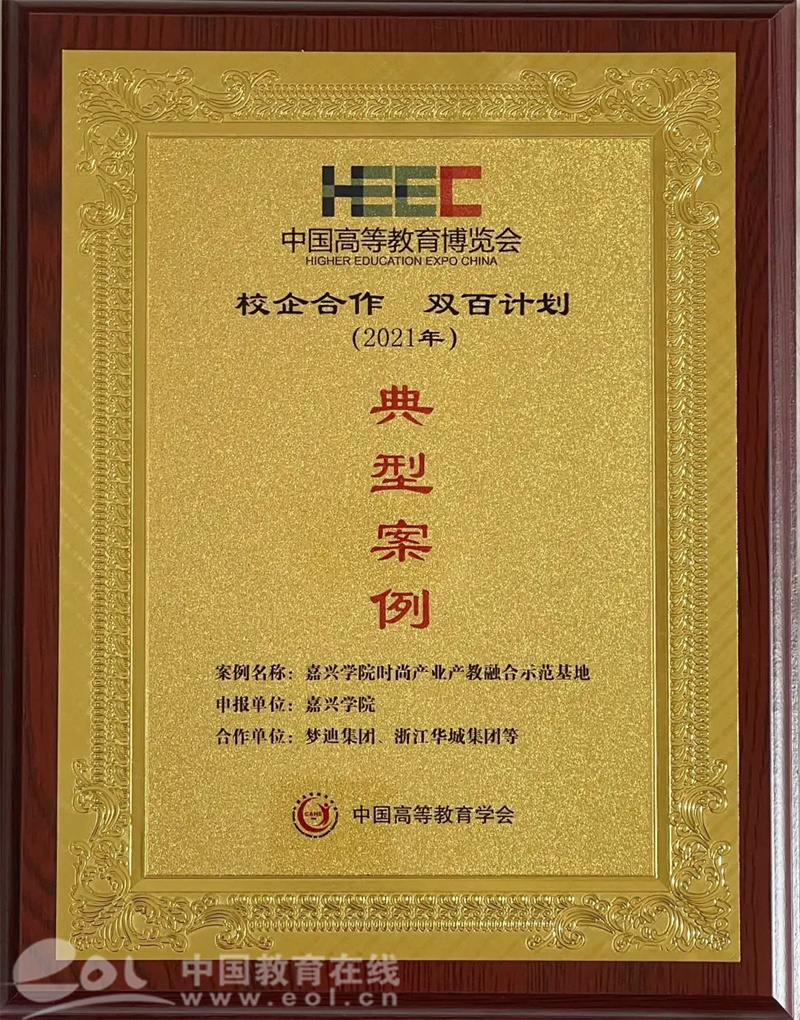 HEEC
中国高等教育博览会
HIGHER EDUCATION EXPO CHINA
校企合作 双百计划
(2021年)
典
型
案
例
案例名称：嘉兴学院时尚产业产教融合示范基地
申报单位：嘉兴学院
合作单位：梦迪集团、浙江华城集团等
CAHE
中国高等教育学会
eol 中国教育在线
www.eol.cn